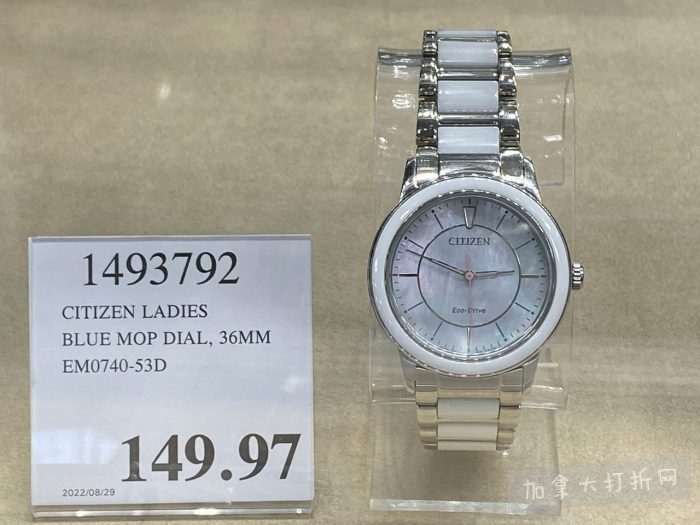 1493792
CITIZEN LADIES
BLUE MOP DIAL, 36MM
EM0740-53D
149.97
2022/08/29
CITIZEN
Eco-Drive
加拿大打折网